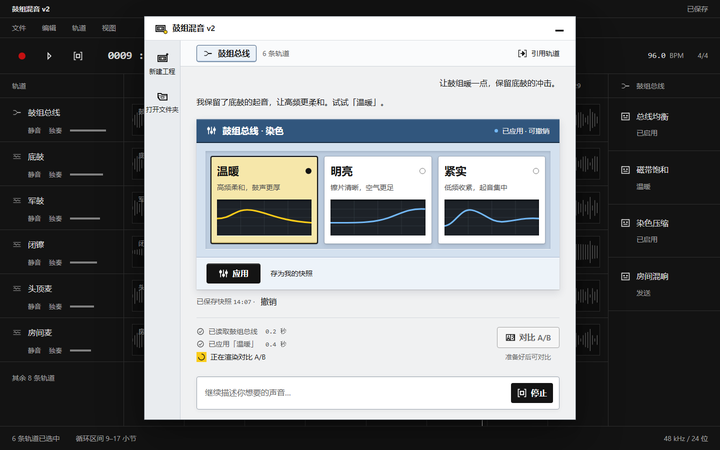 鼓组混音 v2
已保存
文件 编辑 轨道 视图
0009 :
96.0 BPM 4/4
轨道
9
鼓组总线
鼓组总线
静音 独奏
底鼓
静音 独奏
军鼓
静音 独奏
闭镲
静音 独奏
头顶麦
静音 独奏
房间麦
静音 独奏
其余 8 条轨道
鼓组混音 v2
新建工程
打开文件夹
鼓组总线 6 条轨道
引用轨道
让鼓组暖一点，保留底鼓的冲击。
我保留了底鼓的起音，让高频更柔和。试试「温暖」。
鼓组总线 · 染色
已应用 · 可撤销
温暖
高频柔和，鼓声更厚
明亮
镲片清晰，空气更足
紧实
低频收紧，起音集中
应用
存为我的快照
已保存快照 14:07 · 撤销
已读取鼓组总线 0.2 秒
已应用「温暖」 0.4 秒
正在渲染对比 A/B
对比 A/B
准备好后可对比
继续描述你想要的声音...
停止
总线均衡
已启用
磁带饱和
温暖
染色压缩
已启用
房间混响
发送
6 条轨道已选中 循环区间 9–17 小节
48 kHz / 24 位